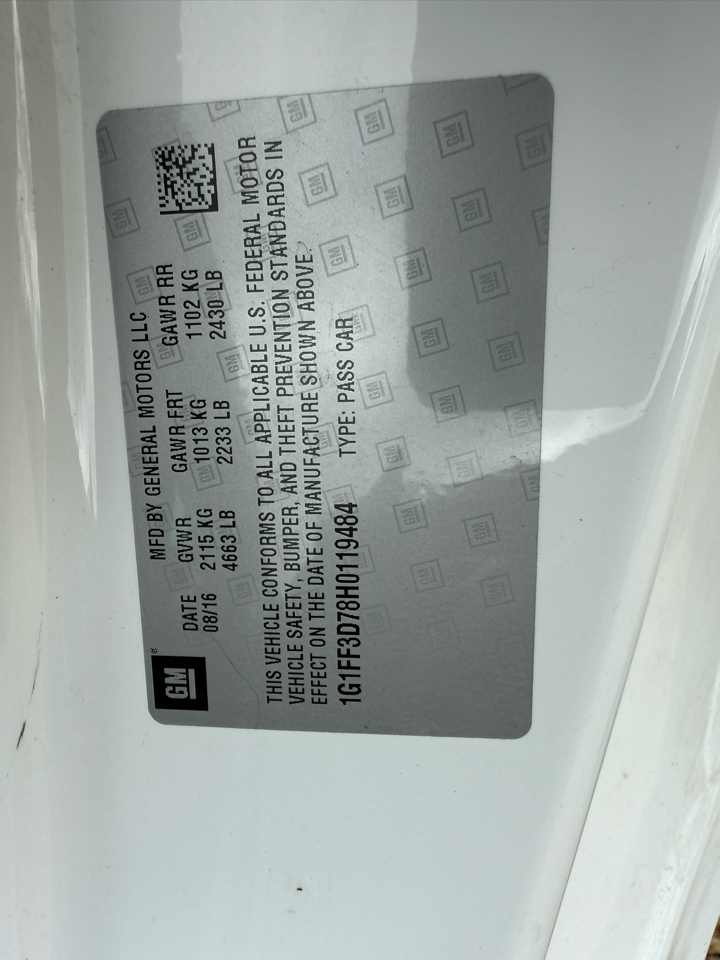 GM ®
MFD BY GENERAL MOTORS LLC
DATE GVWR GAWR FRT GAWR RR
08/16 2115 KG 1013 KG 1102 KG
4663 LB 2233 LB 2430 LB
THIS VEHICLE CONFORMS TO ALL APPLICABLE U.S. FEDERAL MOTOR
VEHICLE SAFETY, BUMPER, AND THEFT PREVENTION STANDARDS IN
EFFECT ON THE DATE OF MANUFACTURE SHOWN ABOVE.
1G1FF3D78H0119484 TYPE: PASS CAR